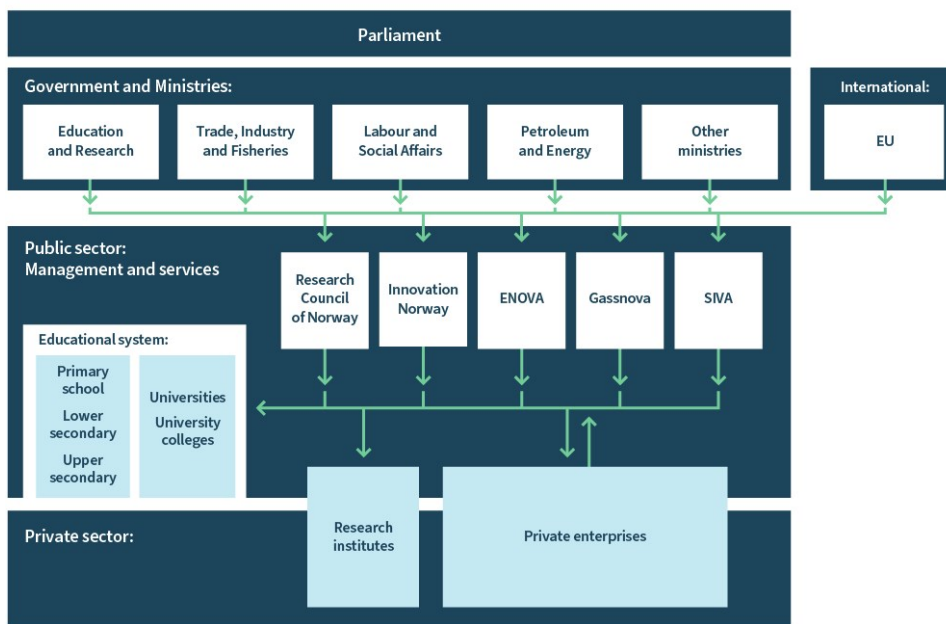 Parliament
Government and Ministries:
Education
and Research
Trade, Industry
and Fisheries
Labour and
Social Affairs
Petroleum
and Energy
Other
ministries
International:
EU
Public sector:
Management and services
Research
Council
of Norway
Innovation
Norway
ENOVA
Gassnova
SIVA
Educational system:
Primary
school
Lower
secondary
Upper
secondary
Universities
University
colleges
Private sector:
Research
institutes
Private enterprises